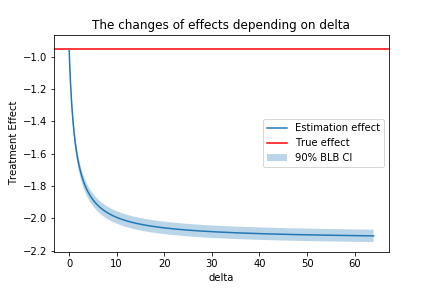 The changes of effects depending on delta
Treatment Effect
−1.0
−1.2
−1.4
−1.6
−1.8
−2.0
−2.2
Estimation effect
True effect
90% BLB CI
0
10
20
30
40
50
60
delta